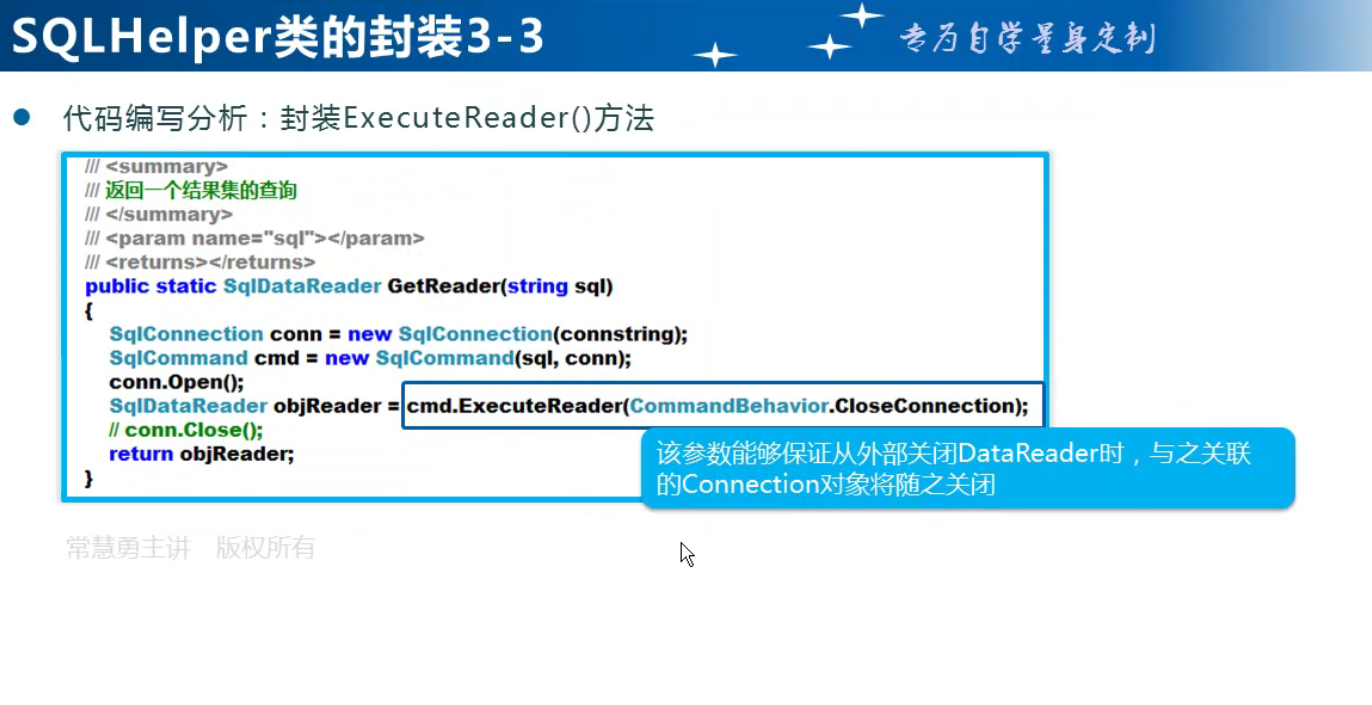 SQLHelper类的封装3-3
专为自学量身定制
代码编写分析：封装ExecuteReader()方法
/// <summary>
/// 返回一个结果集的查询
/// </summary>
/// <param name="sql"></param>
/// <returns></returns>
public static SqlDataReader GetReader(string sql)
{
SqlConnection conn = new SqlConnection(connstring);
SqlCommand cmd = new SqlCommand(sql, conn);
conn.Open();
SqlDataReader objReader = cmd.ExecuteReader(CommandBehavior.CloseConnection);
// conn.Close();
return objReader;
}
该参数能够保证从外部关闭DataReader时，与之关联
的Connection对象将随之关闭
常慧勇主讲 版权所有